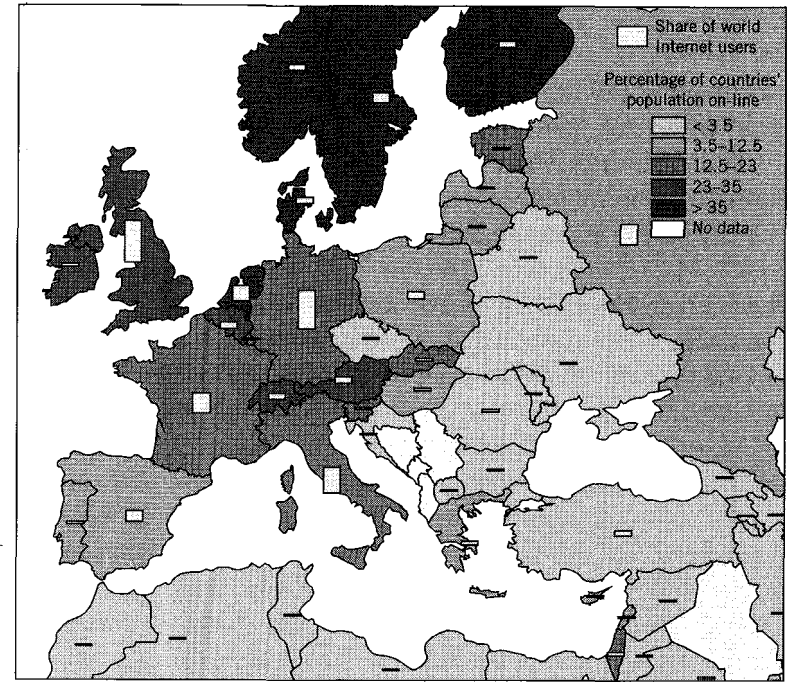 Share of world
Internet users
Percentage of countries'
population on-line
< 3.5
3.5–12.5
12.5–23
23–35
> 35
No data